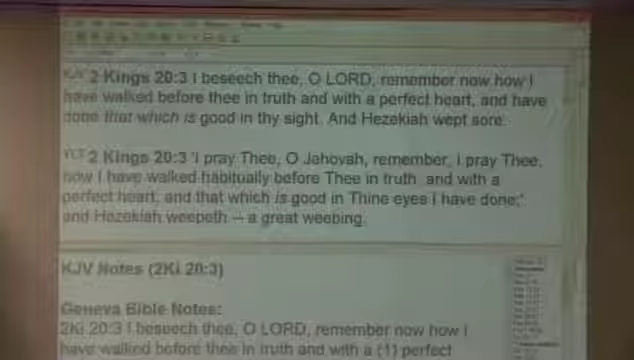 KJV 2 Kings 20:3 I beseech thee, O LORD, remember now how I
have walked before thee in truth and with a perfect heart, and have
done that which is good in thy sight. And Hezekiah wept sore.
YLT 2 Kings 20:3 'I pray Thee, O Jehovah, remember, I pray Thee,
how I have walked habitually before Thee in truth, and with a
perfect heart, and that which is good in Thine eyes I have done;'
and Hezekiah weepeth -- a great weeping.
KJV Notes (2Ki 20:3)
Geneva Bible Notes:
2Ki 20:3 I beseech thee, O LORD, remember now how I
have walked before thee in truth and with a (1) perfect